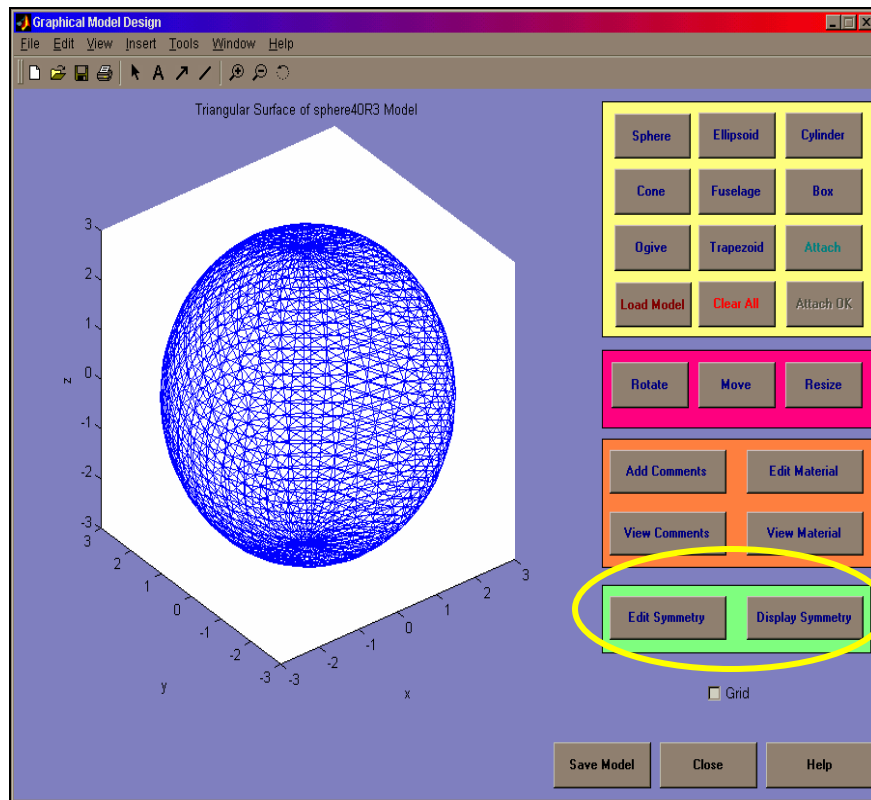 Graphical Model Design
File Edit View Insert Tools Window Help
A
Triangular Surface of sphere40R3 Model
3
2
1
0
-1
-2
-3
z
3
2
1
0
-1
-2
-3
y
-3
-2
-1
0
1
2
3
x
Sphere Ellipsoid Cylinder
Cone Fuselage Box
Ogive Trapezoid Attach
Load Model Clear All Attach OK
Rotate Move Resize
Add Comments Edit Material
View Comments View Material
Edit Symmetry Display Symmetry
Grid
Save Model Close Help